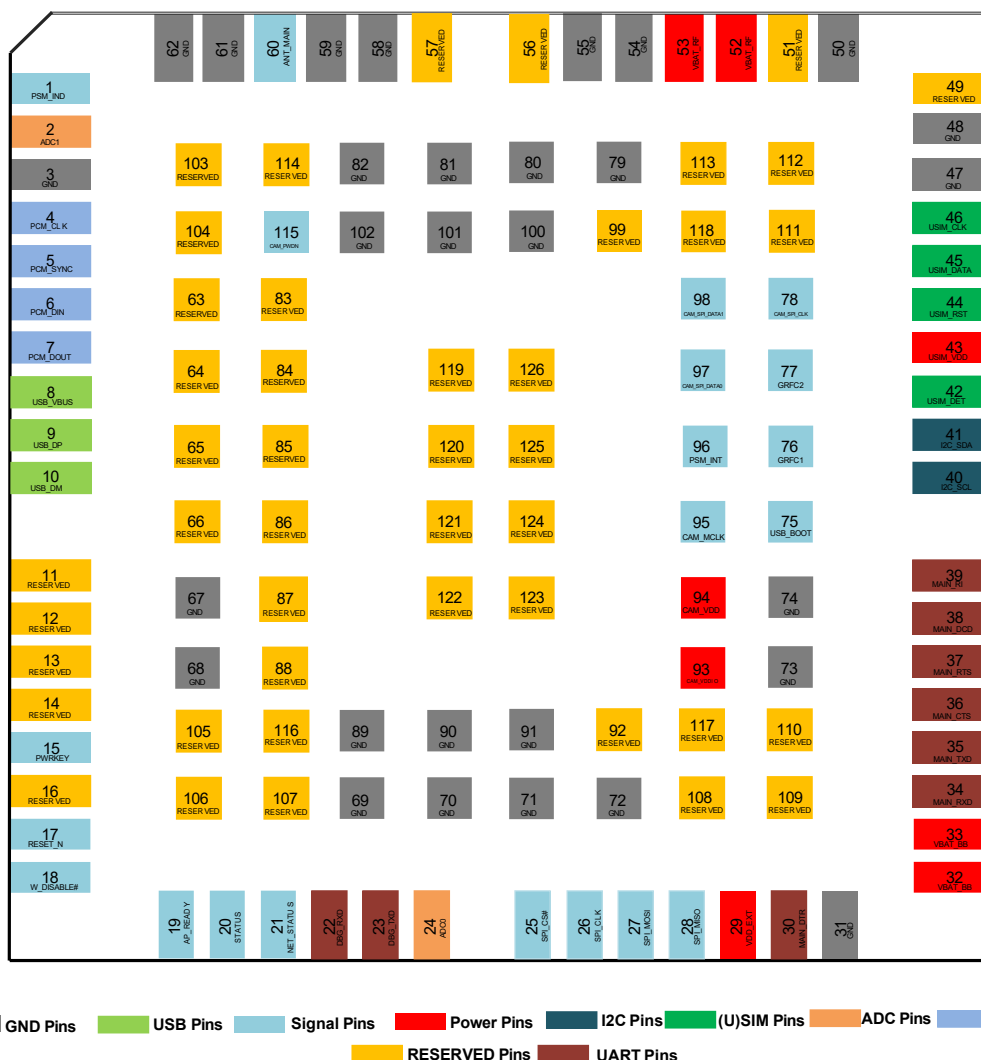 62 GND
61 GND
60 ANT_MAIN
59 GND
58 GND
57 RESERVED
56 RESERVED
55 GND
54 GND
53 VBAT_RF
52 VBAT_RF
51 RESERVED
50 GND
1
PSM_IND
2
ADC1
3
GND
4
PCM_CLK
5
PCM_SYNC
6
PCM_DIN
7
PCM_DOUT
8
USB_VBUS
9
USB_DP
10
USB_DM
11
RESERVED
12
RESERVED
13
RESERVED
14
RESERVED
15
PWRKEY
16
RESERVED
17
RESET_N
18
W_DISABLE#
103 114 82 81 80 79 113 112
RESERVED RESERVED GND GND GND GND RESERVED RESERVED
104 115 102 101 100 99 118 111
RESERVED CAM_PWDN GND GND GND RESERVED RESERVED RESERVED
63 83 98 78
RESERVED RESERVED CAM_SPI_DATA1 CAM_SPI_CLK
64 84 119 126 97 77
RESERVED RESERVED RESERVED RESERVED CAM_SPI_DATA0 GRFC2
65 85 120 125 96 76
RESERVED RESERVED RESERVED RESERVED PSM_INT GRFC1
66 86 121 124 95 75
RESERVED RESERVED RESERVED RESERVED CAM_MCLK USB_BOOT
67 87 122 123 94 74
GND RESERVED RESERVED RESERVED CAM_VDD GND
68 88 93 73
GND RESERVED CAM_VDDIO GND
105 116 89 90 91 92 117 110
RESERVED RESERVED GND GND GND RESERVED RESERVED RESERVED
106 107 69 70 71 72 108 109
RESERVED RESERVED GND GND GND GND RESERVED RESERVED
49
RESERVED
48
GND
47
GND
46
USIM_CLK
45
USIM_DATA
44
USIM_RST
43
USIM_VDD
42
USIM_DET
41
I2C_SDA
40
I2C_SCL
39
MAIN_RI
38
MAIN_DCD
37
MAIN_RTS
36
MAIN_CTS
35
MAIN_TXD
34
MAIN_RXD
33
VBAT_BB
32
VBAT_BB
19 AP_READY
20 STATUS
21 NET_STATUS
22 DBG_RXD
23 DBG_TXD
24 ADC0
25 SPI_CS#
26 SPI_CLK
27 SPI_MOSI
28 SPI_MISO
29 VDD_EXT
30 MAIN_DTR
31 GND
GND Pins USB Pins Signal Pins Power Pins I2C Pins (U)SIM Pins ADC Pins
RESERVED Pins UART Pins